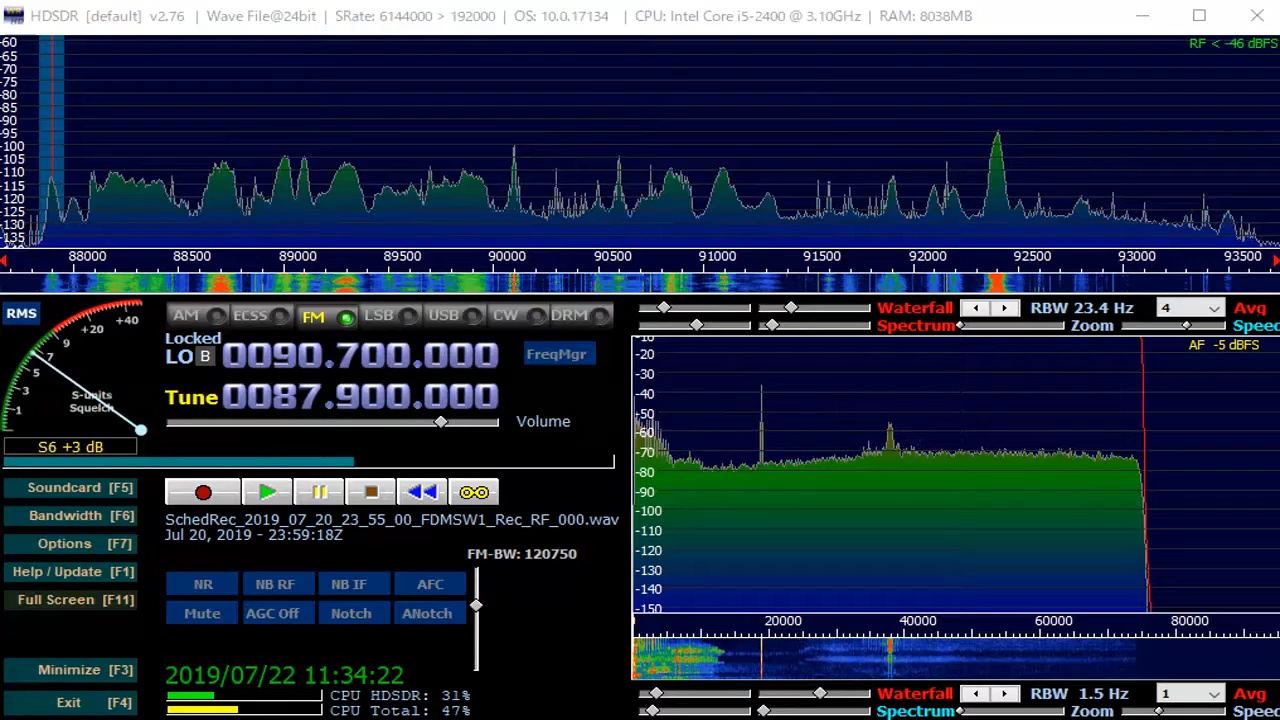 HDSDR [default] v2.76 | Wave File@24bit | SRate: 6144000 > 192000 | OS: 10.0.17134 | CPU: Intel Core i5-2400 @ 3.10GHz | RAM: 8038MB
RF < -46 dBFS
-60
-65
-70
-75
-80
-85
-90
-95
-100
-105
-110
-115
-120
-125
-130
-135
88000 88500 89000 89500 90000 90500 91000 91500 92000 92500 93000 93500
RMS
1 3 5 7 9 +20 +40
S-units
Squelch
S6 +3 dB
AM ECSS FM LSB USB CW DRM
Locked
LO B 0090.700.000 FreqMgr
Tune 0087.900.000
Volume
Waterfall RBW 23.4 Hz 4 Avg
Spectrum Zoom Speed
AF -5 dBFS
-20
-30
-40
-50
-60
-70
-80
-90
-100
-110
-120
-130
-140
-150
20000 40000 60000 80000
Soundcard [F5]
Bandwidth [F6]
Options [F7]
Help / Update [F1]
Full Screen [F11]
Minimize [F3]
Exit [F4]
SchedRec_2019_07_20_23_55_00_FDMSW1_Rec_RF_000.wav
Jul 20, 2019 - 23:59:18Z
FM-BW: 120750
NR NB RF NB IF AFC
Mute AGC Off Notch ANotch
2019/07/22 11:34:22
CPU HDSDR: 31%
CPU Total: 47%
Waterfall RBW 1.5 Hz 1 Avg
Spectrum Zoom Speed